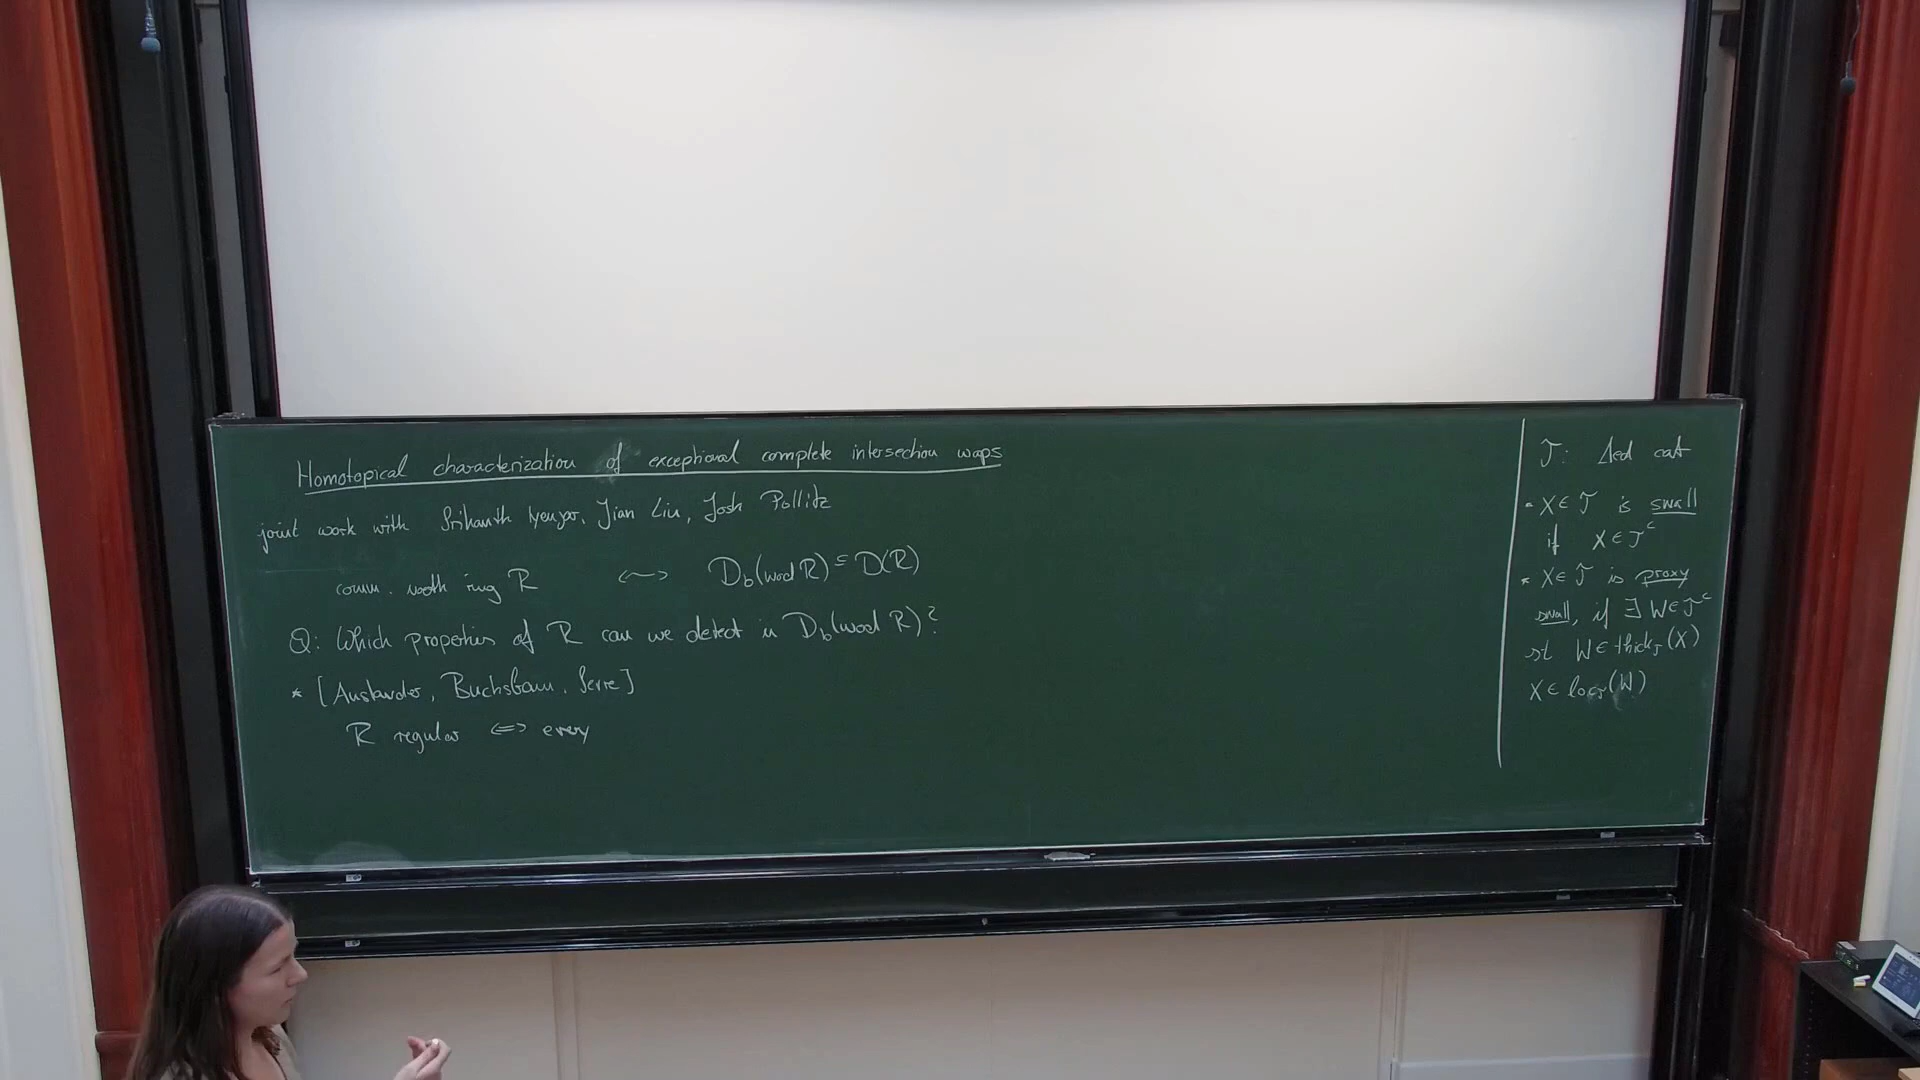 Homotopical characterization of exceptional complete intersection maps
joint work with Srikanth Iyengar, Jian Liu, Josh Pollitz
comm. noeth ring R ⟷ D_b(mod R) ⊆ D(R)
Q: Which properties of R can we detect in D_b(mod R)?
* [Auslander, Buchsbaum, Serre]
R regular ⟺ every
T: Δed cat
* X ∈ T is small
if X ∈ T^c
* X ∈ T is proxy
small, if ∃ W ∈ T^c
st W ∈ thick_T(X)
X ∈ loc_T(W)